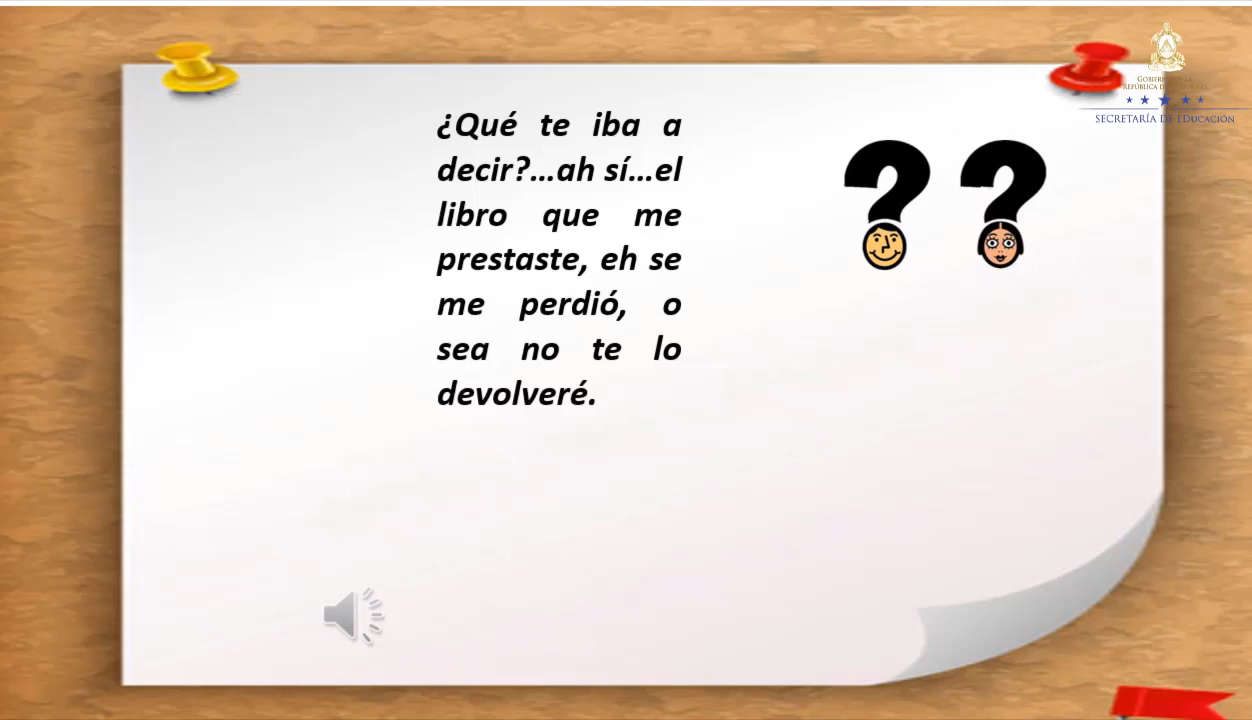 ¿Qué te iba a
decir?...ah sí...el
libro que me
prestaste, eh se
me perdió, o
sea no te lo
devolveré.
SECRETARÍA DE EDUCACIÓN